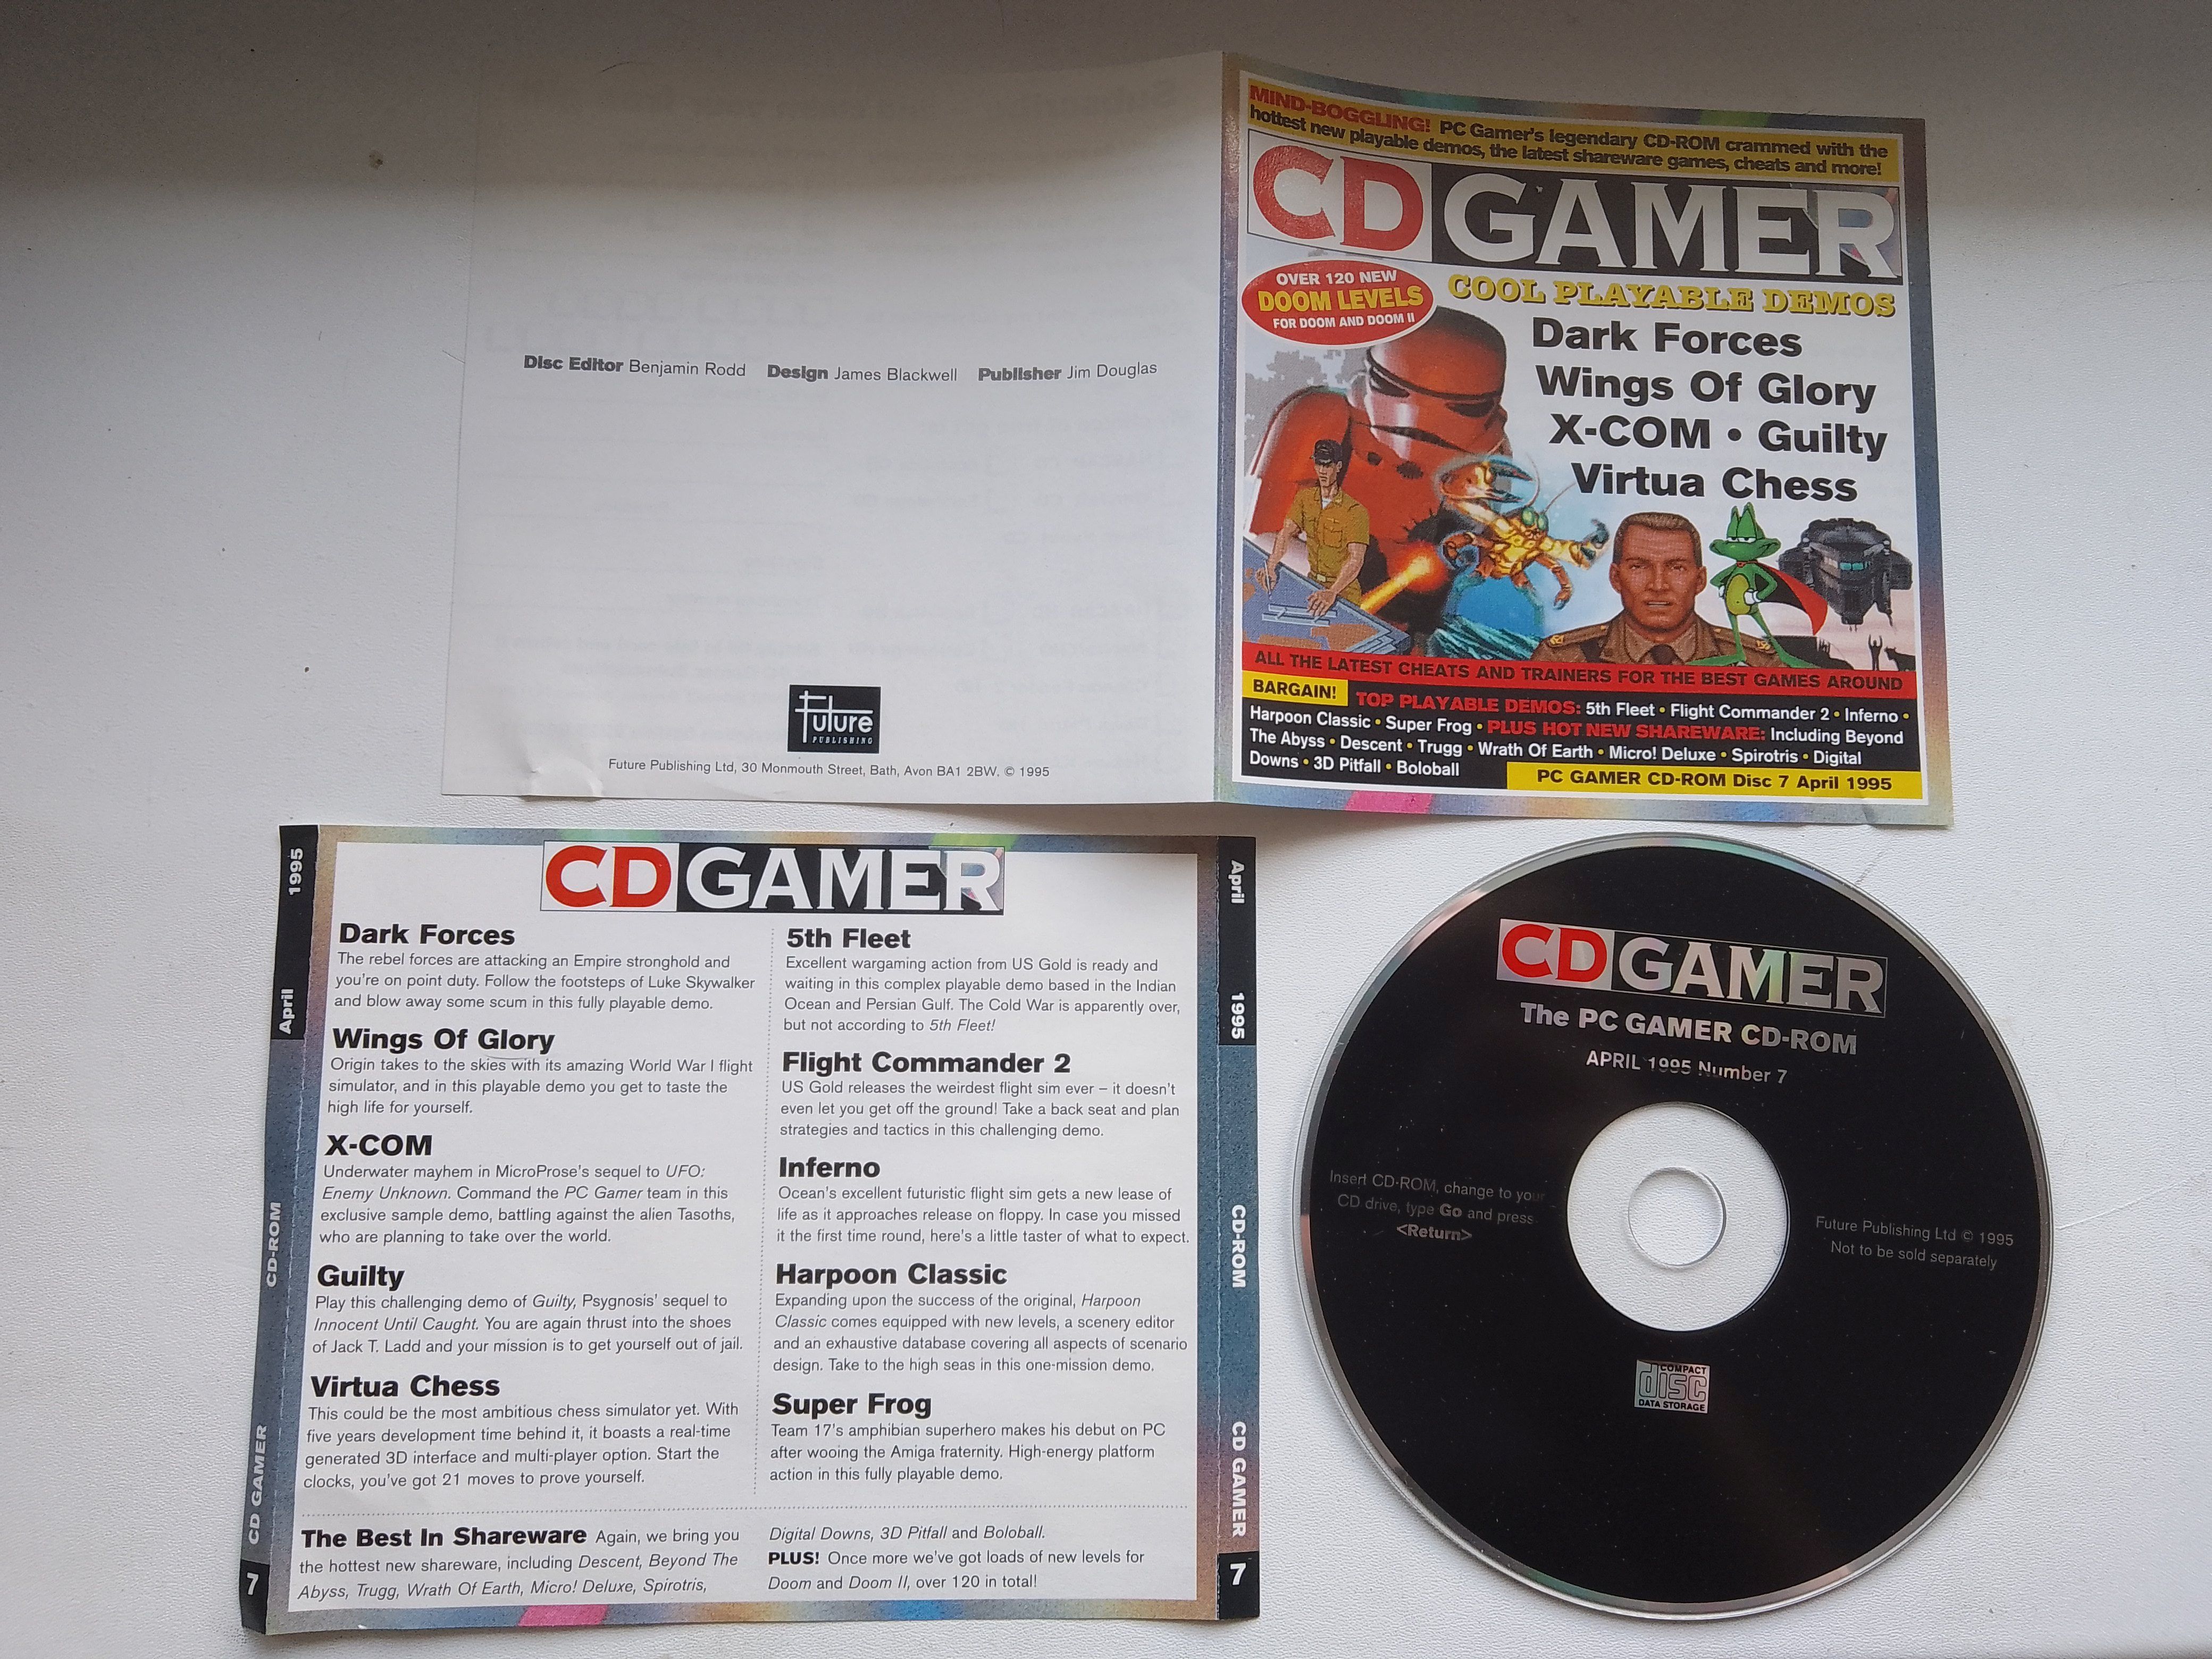 Disc Editor Benjamin Rodd Design James Blackwell Publisher Jim Douglas
Future
PUBLISHING
Future Publishing Ltd, 30 Monmouth Street, Bath, Avon BA1 2BW. © 1995
MIND-BOGGLING! PC Gamer's legendary CD-ROM crammed with the
hottest new playable demos, the latest shareware games, cheats and more!
CD GAMER
OVER 120 NEW
DOOM LEVELS
FOR DOOM AND DOOM II
COOL PLAYABLE DEMOS
Dark Forces
Wings Of Glory
X-COM • Guilty
Virtua Chess
ALL THE LATEST CHEATS AND TRAINERS FOR THE BEST GAMES AROUND
BARGAIN! TOP PLAYABLE DEMOS: 5th Fleet • Flight Commander 2 • Inferno •
Harpoon Classic • Super Frog • PLUS HOT NEW SHAREWARE: Including Beyond
The Abyss • Descent • Trugg • Wrath Of Earth • Micro! Deluxe • Spirotris • Digital
Downs • 3D Pitfall • Boloball
PC GAMER CD-ROM Disc 7 April 1995
7 CD GAMER CD-ROM April 1995
CD GAMER
Dark Forces
The rebel forces are attacking an Empire stronghold and
you're on point duty. Follow the footsteps of Luke Skywalker
and blow away some scum in this fully playable demo.
Wings Of Glory
Origin takes to the skies with its amazing World War I flight
simulator, and in this playable demo you get to taste the
high life for yourself.
X-COM
Underwater mayhem in MicroProse's sequel to UFO:
Enemy Unknown. Command the PC Gamer team in this
exclusive sample demo, battling against the alien Tasoths,
who are planning to take over the world.
Guilty
Play this challenging demo of Guilty, Psygnosis' sequel to
Innocent Until Caught. You are again thrust into the shoes
of Jack T. Ladd and your mission is to get yourself out of jail.
Virtua Chess
This could be the most ambitious chess simulator yet. With
five years development time behind it, it boasts a real-time
generated 3D interface and multi-player option. Start the
clocks, you've got 21 moves to prove yourself.
5th Fleet
Excellent wargaming action from US Gold is ready and
waiting in this complex playable demo based in the Indian
Ocean and Persian Gulf. The Cold War is apparently over,
but not according to 5th Fleet!
Flight Commander 2
US Gold releases the weirdest flight sim ever – it doesn't
even let you get off the ground! Take a back seat and plan
strategies and tactics in this challenging demo.
Inferno
Ocean's excellent futuristic flight sim gets a new lease of
life as it approaches release on floppy. In case you missed
it the first time round, here's a little taster of what to expect.
Harpoon Classic
Expanding upon the success of the original, Harpoon
Classic comes equipped with new levels, a scenery editor
and an exhaustive database covering all aspects of scenario
design. Take to the high seas in this one-mission demo.
Super Frog
Team 17's amphibian superhero makes his debut on PC
after wooing the Amiga fraternity. High-energy platform
action in this fully playable demo.
The Best In Shareware Again, we bring you
the hottest new shareware, including Descent, Beyond The
Abyss, Trugg, Wrath Of Earth, Micro! Deluxe, Spirotris,
Digital Downs, 3D Pitfall and Boloball.
PLUS! Once more we've got loads of new levels for
Doom and Doom II, over 120 in total!
April 1995 CD-ROM CD GAMER 7
CD GAMER
The PC GAMER CD-ROM
APRIL 1995 Number 7
Insert CD-ROM, change to your
CD drive, type Go and press
<Return>
Future Publishing Ltd © 1995
Not to be sold separately
COMPACT
disc
DATA STORAGE